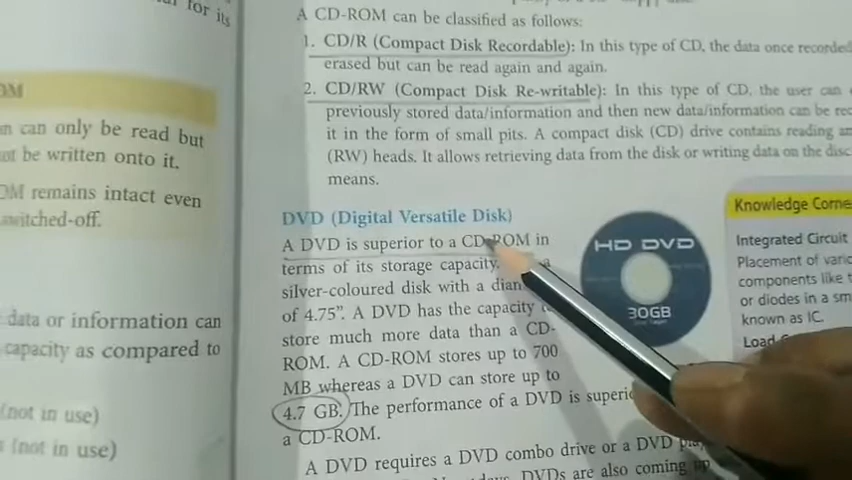 for its
OM
n can only be read but
not be written onto it.
OM remains intact even
switched-off.
data or information can
capacity as compared to
(not in use)
(not in use)
A CD-ROM can be classified as follows:
1. CD/R (Compact Disk Recordable): In this type of CD, the data once recorded
erased but can be read again and again.
2. CD/RW (Compact Disk Re-writable): In this type of CD, the user can
previously stored data/information and then new data/information can be rec
it in the form of small pits. A compact disk (CD) drive contains reading an
(RW) heads. It allows retrieving data from the disk or writing data on the disc
means.
DVD (Digital Versatile Disk)
A DVD is superior to a CD-ROM in
terms of its storage capacity.
silver-coloured disk with a diam
of 4.75”. A DVD has the capacity
store much more data than a CD-
ROM. A CD-ROM stores up to 700
MB whereas a DVD can store up to
4.7 GB. The performance of a DVD is superio
a CD-ROM.
A DVD requires a DVD combo drive or a DVD
DVDs are also coming up
HD DVD
30GB
Knowledge Corne
Integrated Circuit
Placement of vario
components like t
or diodes in a sm
known as IC.
Load